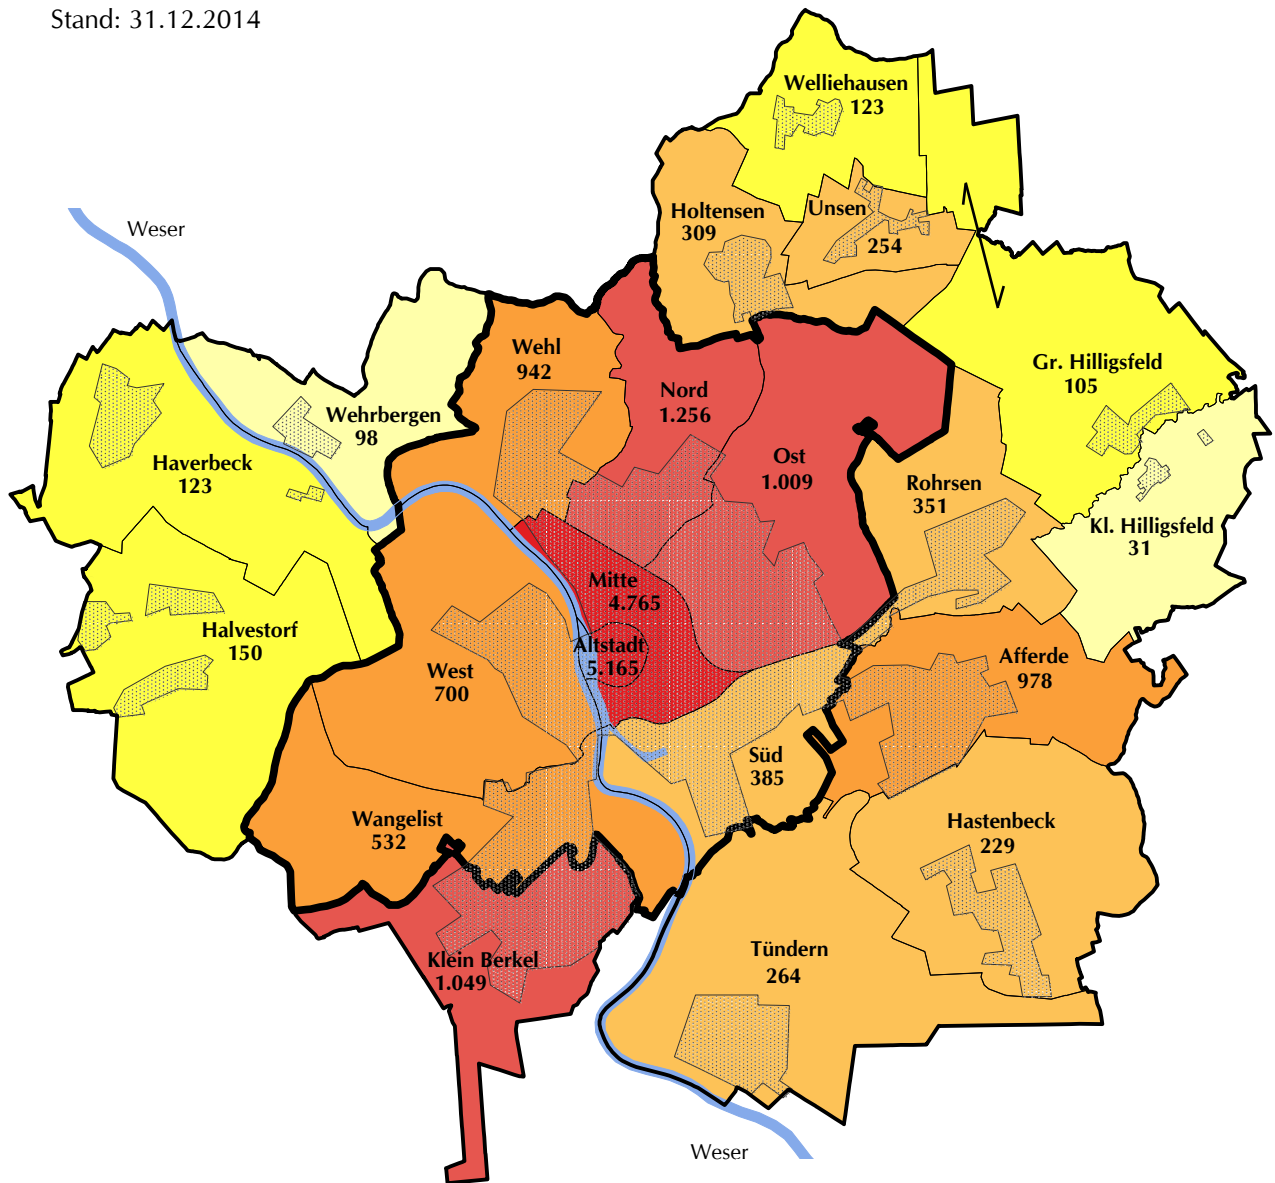 Stand: 31.12.2014
Welliehausen
123
Weser
Holtensen
309
Unsen
254
Wehl
942
Gr. Hilligsfeld
105
Nord
1.256
Wehrbergen
98
Haverbeck
123
Ost
1.009
Rohrsen
351
Kl. Hilligsfeld
31
Mitte
4.765
Halvestorf
150
Altstadt
5.165
West
700
Afferde
978
Süd
385
Wangelist
532
Hastenbeck
229
Klein Berkel
1.049
Tündern
264
Weser